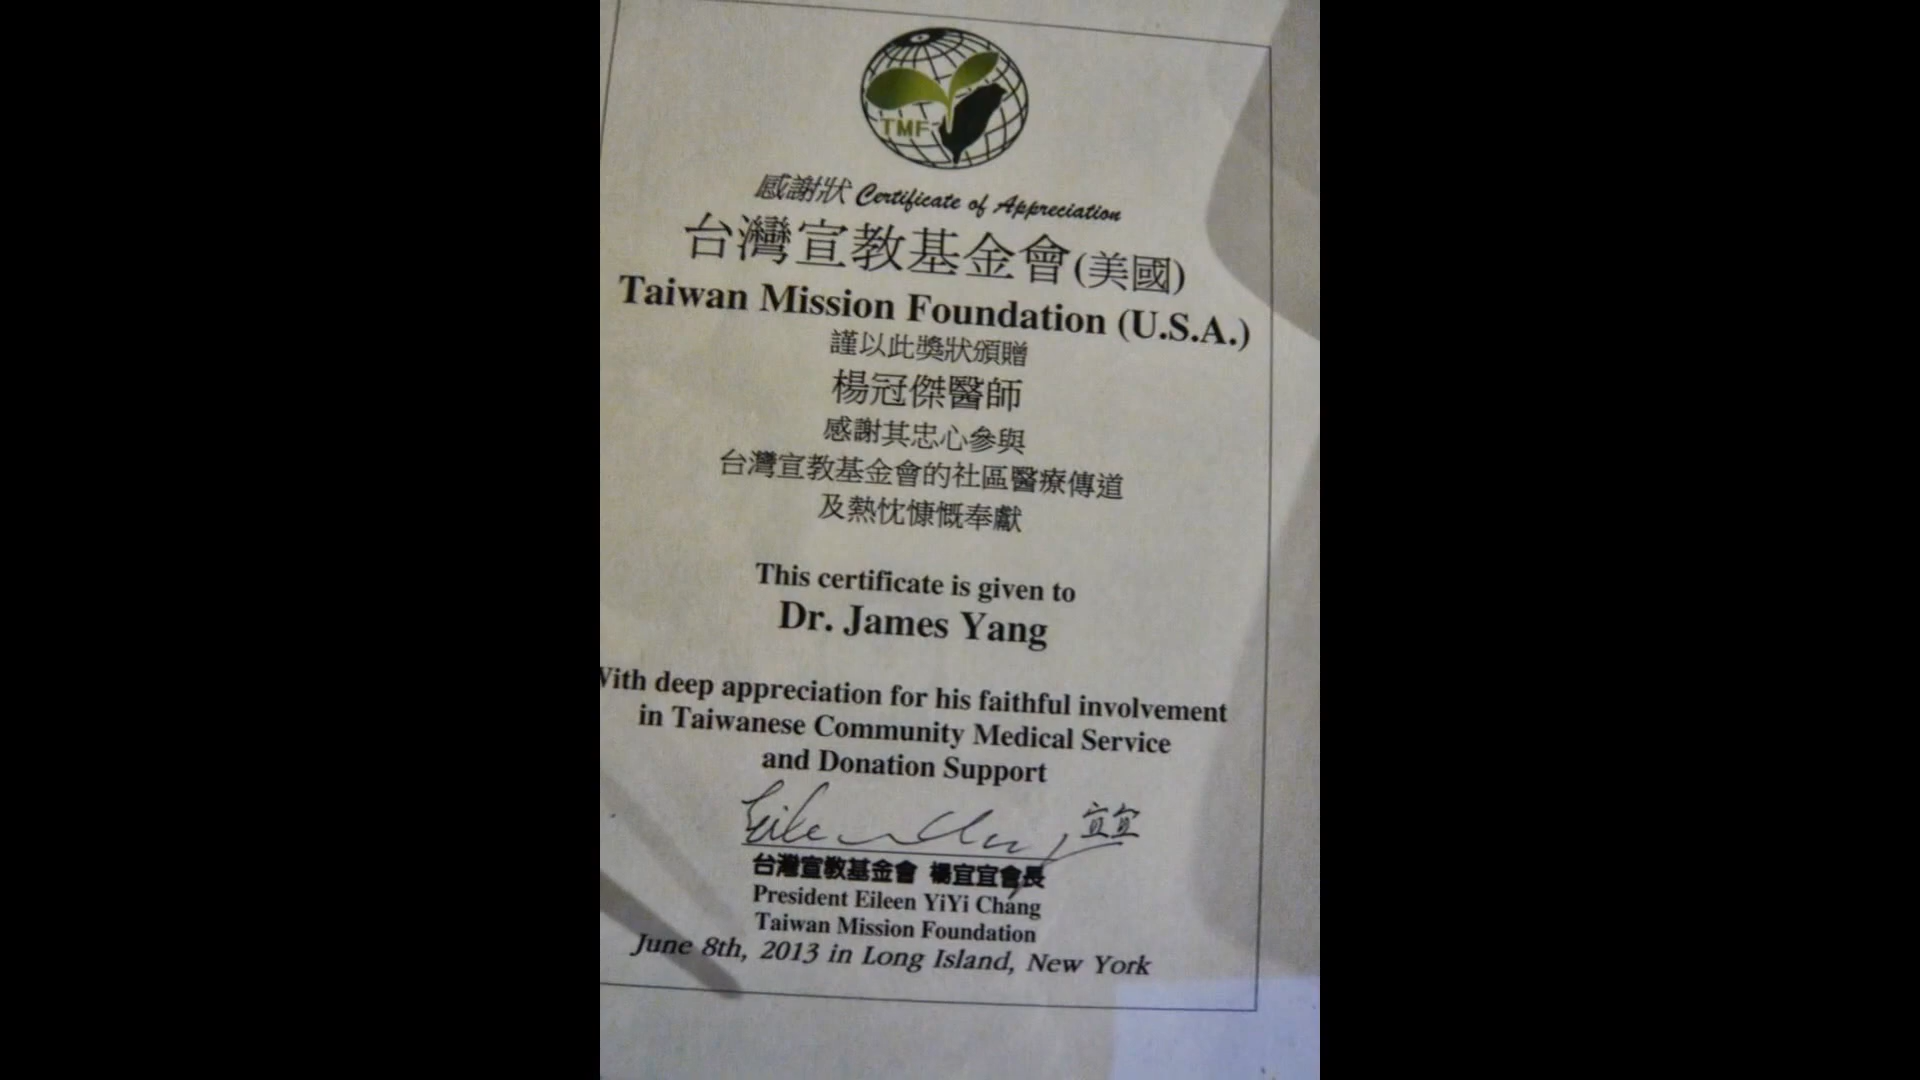 TMF
感謝狀 Certificate of Appreciation
台灣宣教基金會(美國)
Taiwan Mission Foundation (U.S.A.)
謹以此獎狀頒贈
楊冠傑醫師
感謝其忠心參與
台灣宣教基金會的社區醫療傳道
及熱忱慷慨奉獻
This certificate is given to
Dr. James Yang
With deep appreciation for his faithful involvement
in Taiwanese Community Medical Service
and Donation Support
Eileen Chang, 宜宜
台灣宣教基金會 楊宜宜會長
President Eileen YiYi Chang
Taiwan Mission Foundation
June 8th, 2013 in Long Island, New York